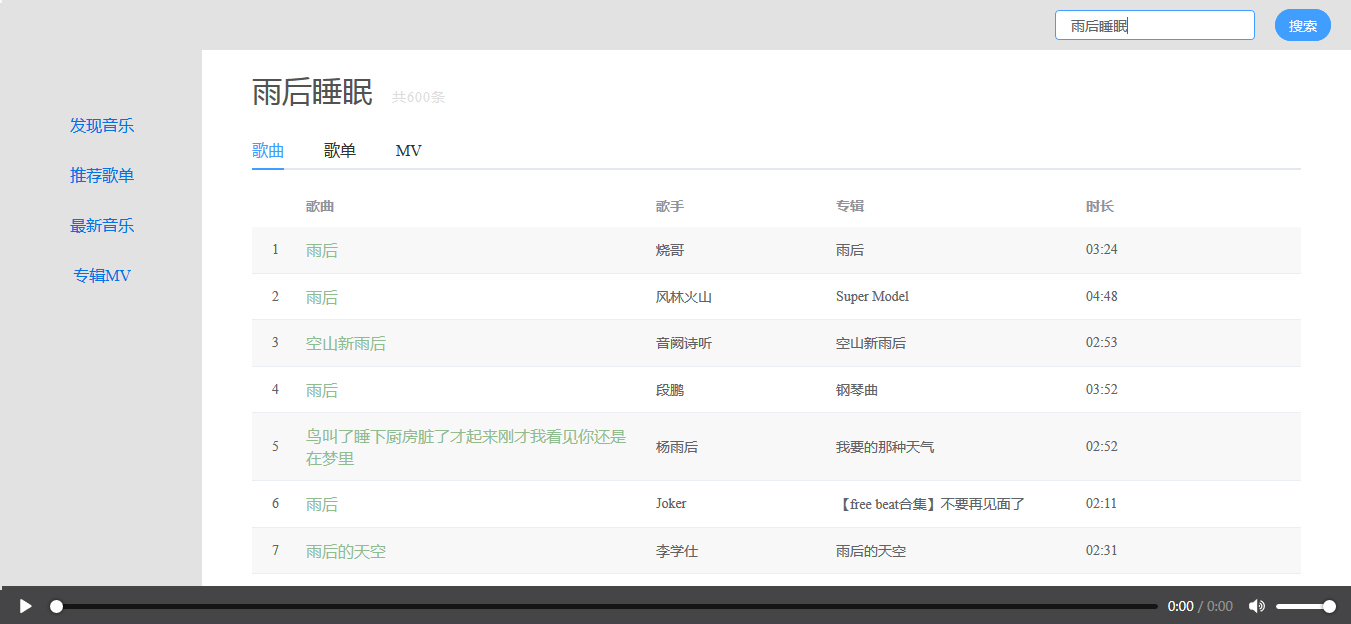 雨后睡眠 搜索
雨后睡眠 共600条
发现音乐
推荐歌单
最新音乐
专辑MV
歌曲 歌单 MV
歌曲 歌手 专辑 时长
1 雨后 烧哥 雨后 03:24
2 雨后 风林火山 Super Model 04:48
3 空山新雨后 音阙诗听 空山新雨后 02:53
4 雨后 段鹏 钢琴曲 03:52
5 鸟叫了睡下厨房脏了才起来刚才我看见你还是 杨雨后 我要的那种天气 02:52
在梦里
6 雨后 Joker 【free beat合集】不要再见面了 02:11
7 雨后的天空 李学仕 雨后的天空 02:31
0:00 / 0:00